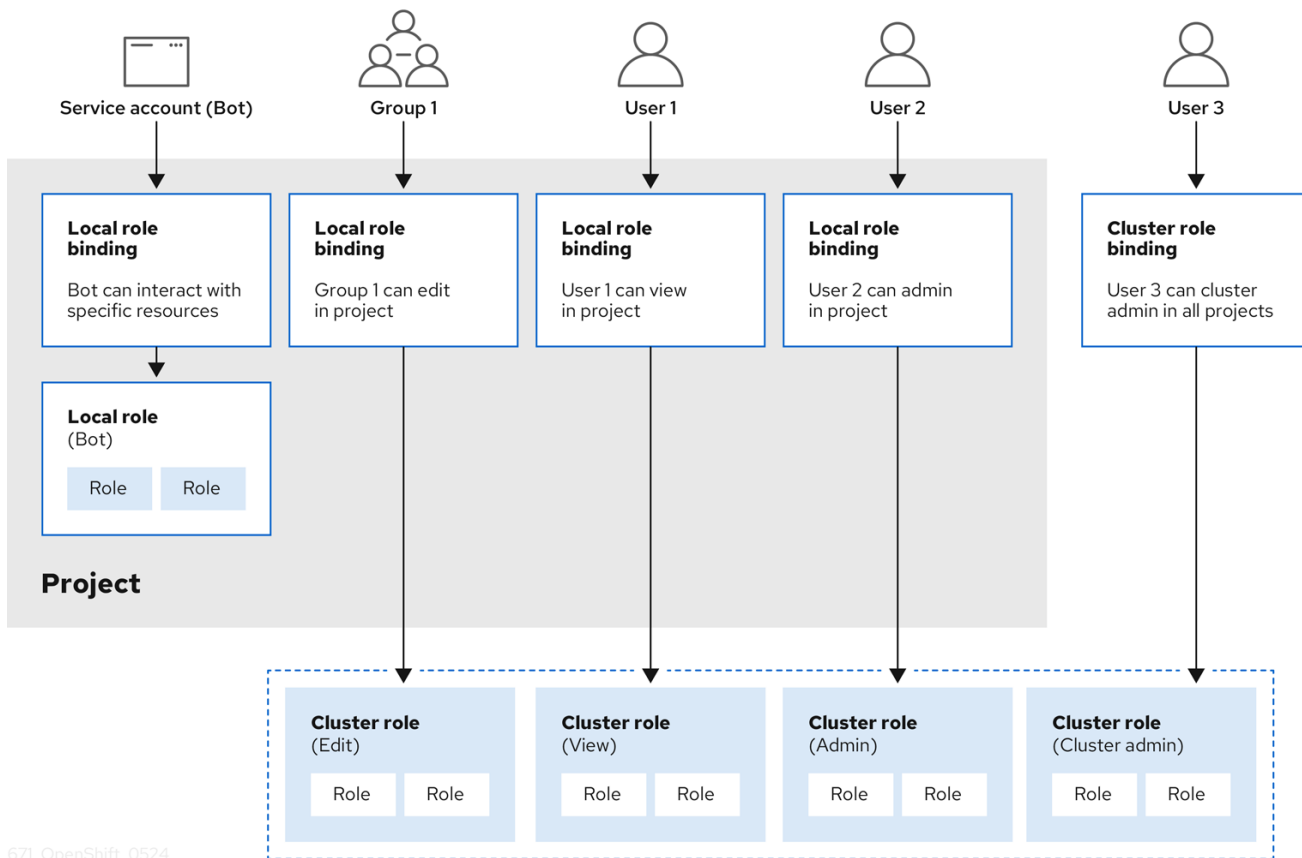 Service account (Bot)
Group 1
User 1
User 2
User 3
Local role
binding
Bot can interact with
specific resources
Local role
binding
Group 1 can edit
in project
Local role
binding
User 1 can view
in project
Local role
binding
User 2 can admin
in project
Cluster role
binding
User 3 can cluster
admin in all projects
Local role
(Bot)
Role Role
Project
Cluster role
(Edit)
Role Role
Cluster role
(View)
Role Role
Cluster role
(Admin)
Role Role
Cluster role
(Cluster admin)
Role Role
671_OpenShift_0524